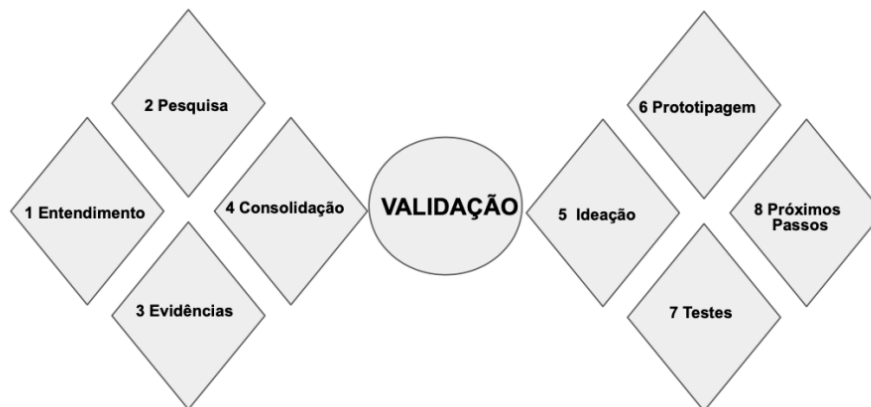 1 Entendimento
2 Pesquisa
3 Evidências
4 Consolidação
VALIDAÇÃO
5 Ideação
6 Prototipagem
7 Testes
8 Próximos
Passos